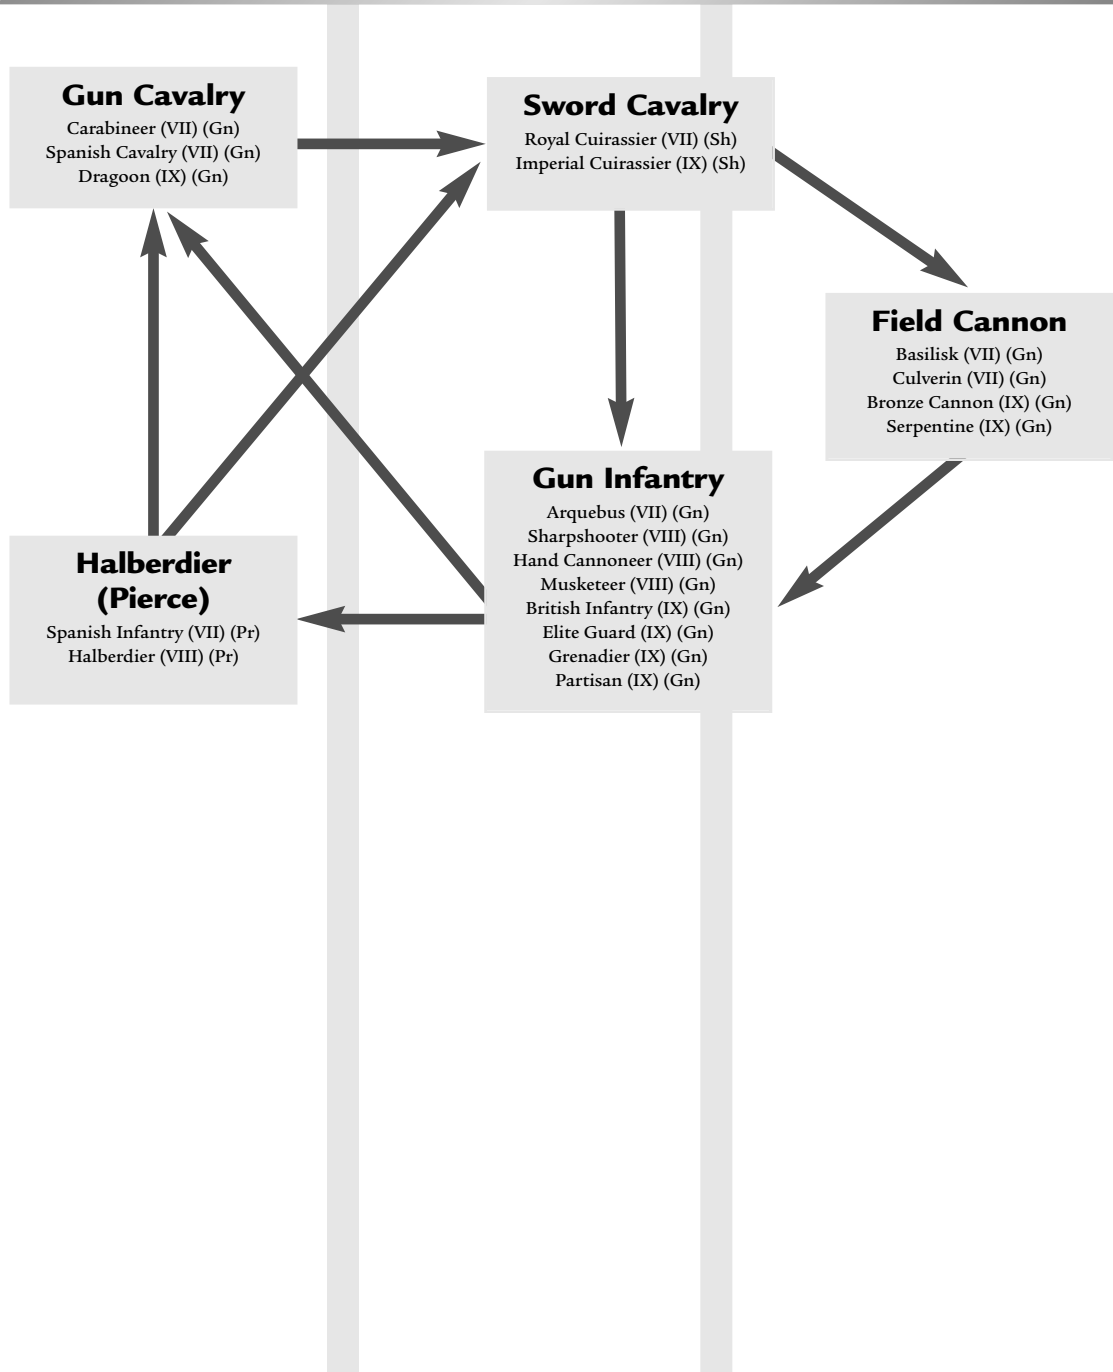 Gun Cavalry
Carabineer (VII) (Gn)
Spanish Cavalry (VII) (Gn)
Dragoon (IX) (Gn)
Sword Cavalry
Royal Cuirassier (VII) (Sh)
Imperial Cuirassier (IX) (Sh)
Field Cannon
Basilisk (VII) (Gn)
Culverin (VII) (Gn)
Bronze Cannon (IX) (Gn)
Serpentine (IX) (Gn)
Gun Infantry
Arquebus (VII) (Gn)
Sharpshooter (VIII) (Gn)
Hand Cannoneer (VIII) (Gn)
Musketeer (VIII) (Gn)
British Infantry (IX) (Gn)
Elite Guard (IX) (Gn)
Grenadier (IX) (Gn)
Partisan (IX) (Gn)
Halberdier
(Pierce)
Spanish Infantry (VII) (Pr)
Halberdier (VIII) (Pr)